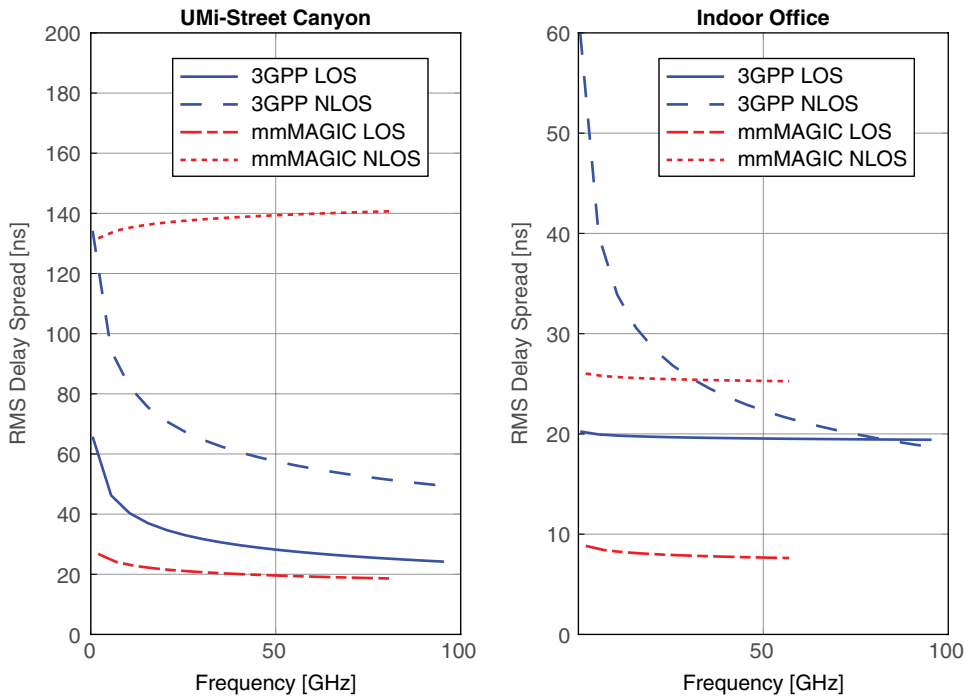 UMi-Street Canyon
200
180
160
140
120
100
80
60
40
20
0
0
50
100
RMS Delay Spread [ns]
Frequency [GHz]
3GPP LOS
3GPP NLOS
mmMAGIC LOS
mmMAGIC NLOS
Indoor Office
60
50
40
30
20
10
0
50
100
RMS Delay Spread [ns]
Frequency [GHz]
3GPP LOS
3GPP NLOS
mmMAGIC LOS
mmMAGIC NLOS